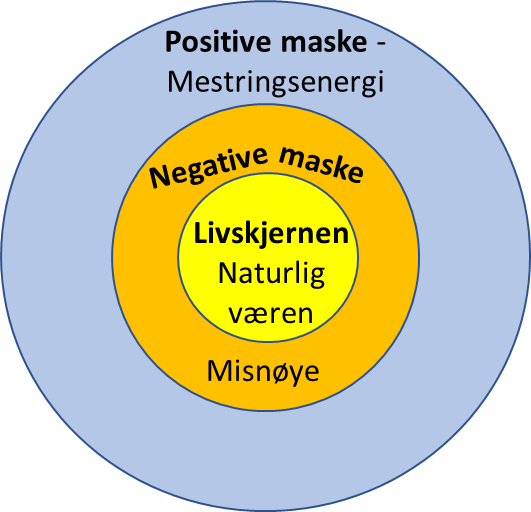 Positive maske -
Mestringsenergi
Negative maske
Livskjernen
Naturlig
væren
Misnøye